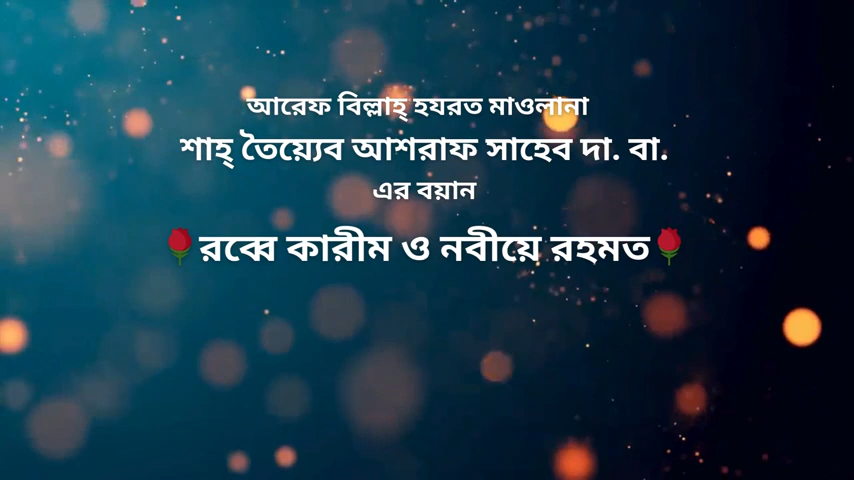 আরেফ বিল্লাহ্ হযরত মাওলানা
শাহ্ তৈয়্যেব আশরাফ সাহেব দা. বা.
এর বয়ান
🌹রব্বে কারীম ও নবীয়ে রহমত🌹